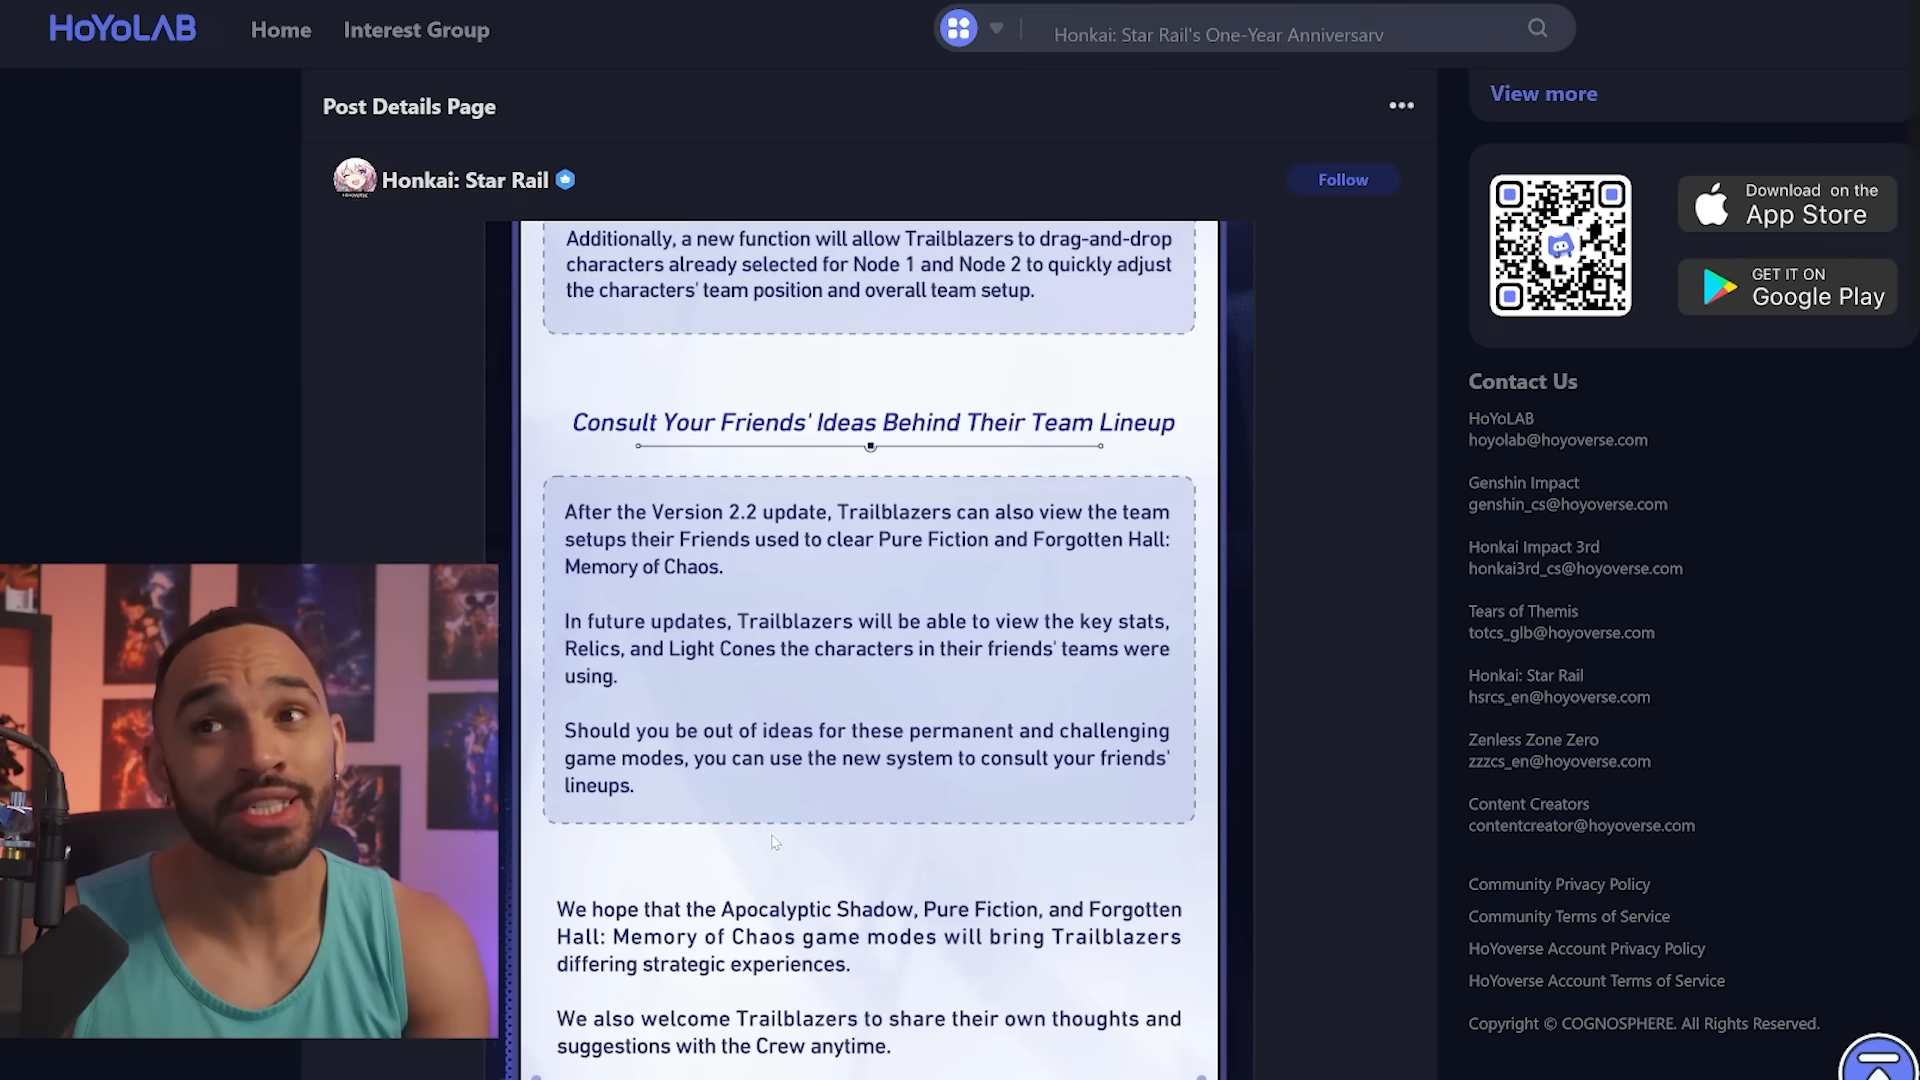 HoYoLAB
Home
Interest Group
Honkai: Star Rail's One-Year Anniversary
Post Details Page
Honkai: Star Rail
Follow
Additionally, a new function will allow Trailblazers to drag-and-drop
characters already selected for Node 1 and Node 2 to quickly adjust
the characters' team position and overall team setup.
Consult Your Friends' Ideas Behind Their Team Lineup
After the Version 2.2 update, Trailblazers can also view the team
setups their Friends used to clear Pure Fiction and Forgotten Hall:
Memory of Chaos.
In future updates, Trailblazers will be able to view the key stats,
Relics, and Light Cones the characters in their friends' teams were
using.
Should you be out of ideas for these permanent and challenging
game modes, you can use the new system to consult your friends'
lineups.
We hope that the Apocalyptic Shadow, Pure Fiction, and Forgotten
Hall: Memory of Chaos game modes will bring Trailblazers
differing strategic experiences.
We also welcome Trailblazers to share their own thoughts and
suggestions with the Crew anytime.
View more
Download on the
App Store
GET IT ON
Google Play
Contact Us
HoYoLAB
hoyolab@hoyoverse.com
Genshin Impact
genshin_cs@hoyoverse.com
Honkai Impact 3rd
honkai3rd_cs@hoyoverse.com
Tears of Themis
totcs_glb@hoyoverse.com
Honkai: Star Rail
hsrcs_en@hoyoverse.com
Zenless Zone Zero
zzzcs_en@hoyoverse.com
Content Creators
contentcreator@hoyoverse.com
Community Privacy Policy
Community Terms of Service
HoYoverse Account Privacy Policy
HoYoverse Account Terms of Service
Copyright © COGNOSPHERE. All Rights Reserved.